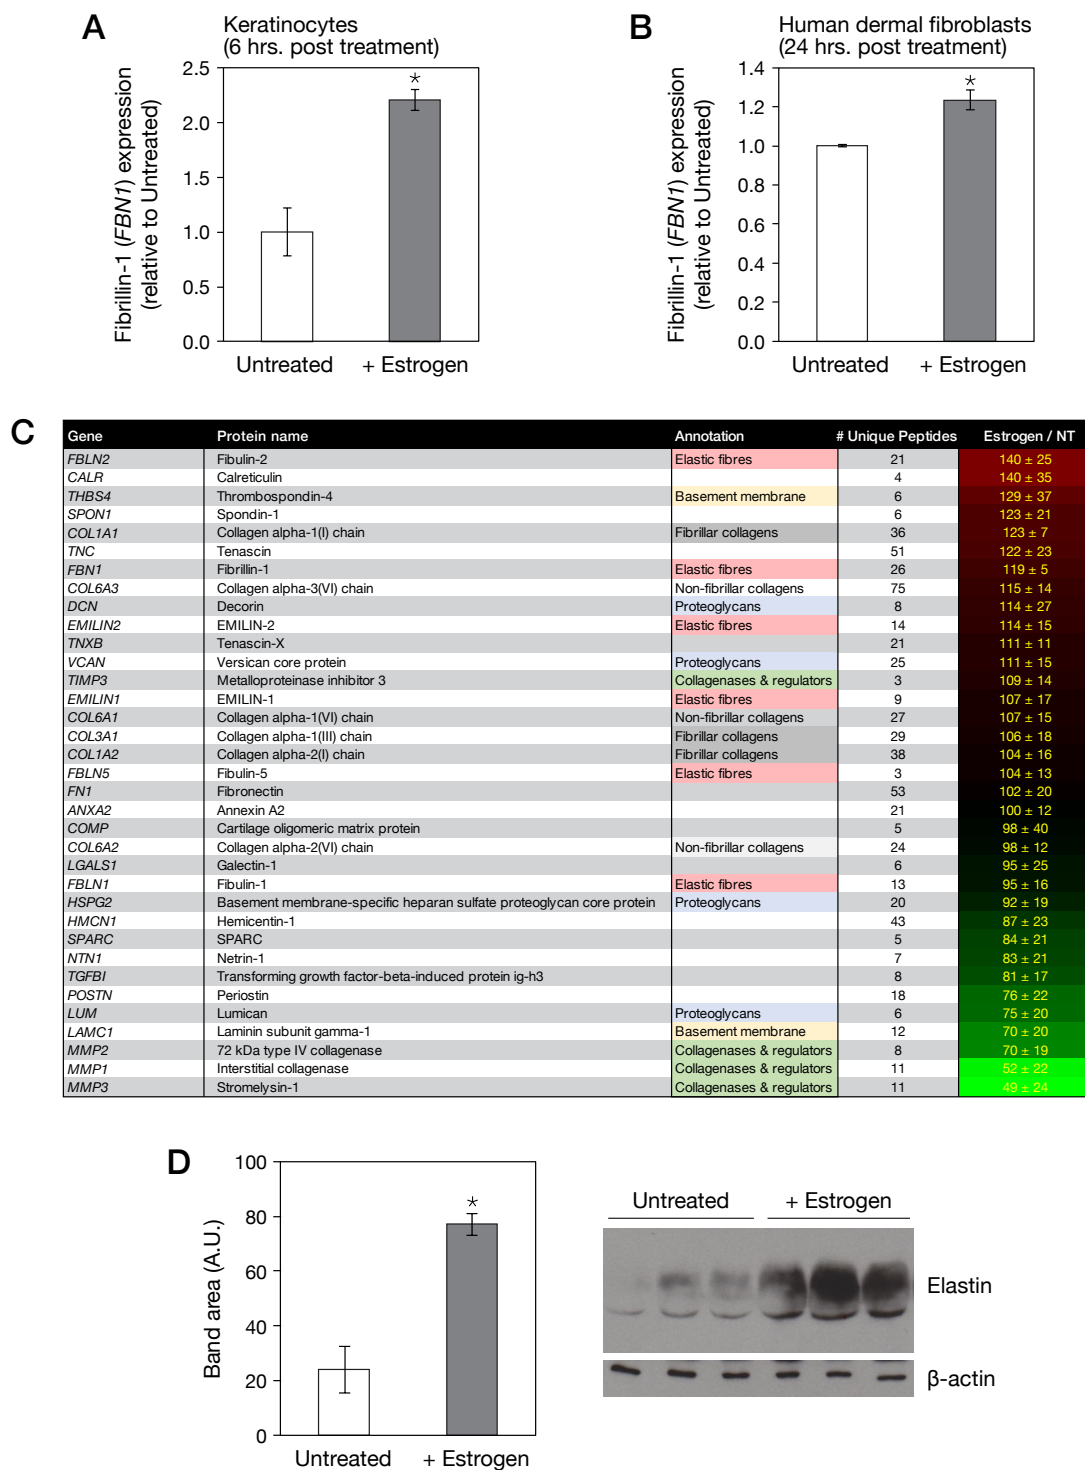 A
Keratinocytes
(6 hrs. post treatment)
Fibrillin-1 (FBN1) expression
(relative to Untreated)
2.5
2.0
1.5
1.0
0.5
0.0
*
Untreated
+ Estrogen
B
Human dermal fibroblasts
(24 hrs. post treatment)
Fibrillin-1 (FBN1) expression
(relative to Untreated)
1.4
1.2
1.0
0.8
0.6
0.4
0.2
0.0
*
Untreated
+ Estrogen
C
Gene Protein name Annotation # Unique Peptides Estrogen / NT
FBLN2 Fibulin-2 Elastic fibres 21 140 ± 25
CALR Calreticulin 4 140 ± 35
THBS4 Thrombospondin-4 Basement membrane 6 129 ± 37
SPON1 Spondin-1 6 123 ± 21
COL1A1 Collagen alpha-1(I) chain Fibrillar collagens 36 123 ± 7
TNC Tenascin 51 122 ± 23
FBN1 Fibrillin-1 Elastic fibres 26 119 ± 5
COL6A3 Collagen alpha-3(VI) chain Non-fibrillar collagens 75 115 ± 14
DCN Decorin Proteoglycans 8 114 ± 27
EMILIN2 EMILIN-2 Elastic fibres 14 114 ± 15
TNXB Tenascin-X 21 111 ± 11
VCAN Versican core protein Proteoglycans 25 111 ± 15
TIMP3 Metalloproteinase inhibitor 3 Collagenases & regulators 3 109 ± 14
EMILIN1 EMILIN-1 Elastic fibres 9 107 ± 17
COL6A1 Collagen alpha-1(VI) chain Non-fibrillar collagens 27 107 ± 15
COL3A1 Collagen alpha-1(III) chain Fibrillar collagens 29 106 ± 18
COL1A2 Collagen alpha-2(I) chain Fibrillar collagens 38 104 ± 16
FBLN5 Fibulin-5 Elastic fibres 3 104 ± 13
FN1 Fibronectin 53 102 ± 20
ANXA2 Annexin A2 21 100 ± 12
COMP Cartilage oligomeric matrix protein 5 98 ± 40
COL6A2 Collagen alpha-2(VI) chain Non-fibrillar collagens 24 98 ± 12
LGALS1 Galectin-1 6 95 ± 25
FBLN1 Fibulin-1 Elastic fibres 13 95 ± 16
HSPG2 Basement membrane-specific heparan sulfate proteoglycan core protein Proteoglycans 20 92 ± 19
HMCN1 Hemicentin-1 43 87 ± 23
SPARC SPARC 5 84 ± 21
NTN1 Netrin-1 7 83 ± 21
TGFBI Transforming growth factor-beta-induced protein ig-h3 8 81 ± 17
POSTN Periostin 18 76 ± 22
LUM Lumican Proteoglycans 6 75 ± 20
LAMC1 Laminin subunit gamma-1 Basement membrane 12 70 ± 20
MMP2 72 kDa type IV collagenase Collagenases & regulators 8 70 ± 19
MMP1 Interstitial collagenase Collagenases & regulators 11 52 ± 22
MMP3 Stromelysin-1 Collagenases & regulators 11 49 ± 24
D
Band area (A.U.)
100
80
60
40
20
0
*
Untreated
+ Estrogen
Untreated
+ Estrogen
Elastin
β-actin